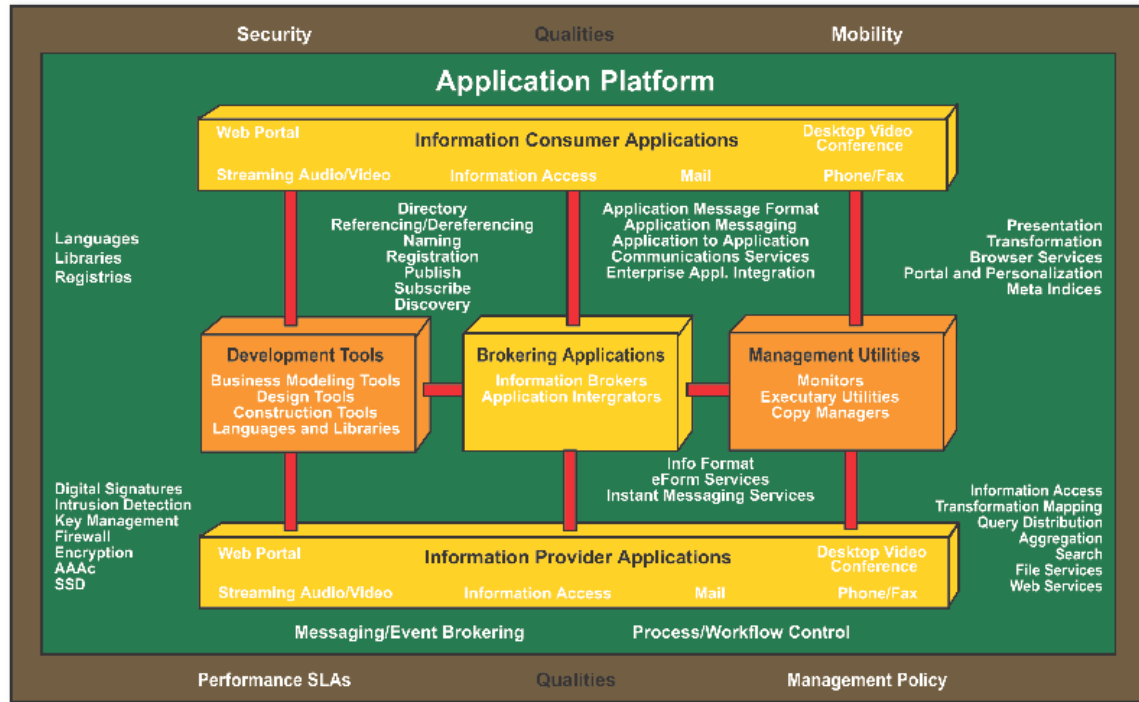 Security Qualities Mobility
Application Platform
Web Portal
Information Consumer Applications
Desktop Video
Conference
Streaming Audio/Video Information Access Mail Phone/Fax
Languages
Libraries
Registries
Directory
Referencing/Dereferencing
Naming
Registration
Publish
Subscribe
Discovery
Application Message Format
Application Messaging
Application to Application
Communications Services
Enterprise Appl. Integration
Presentation
Transformation
Browser Services
Portal and Personalization
Meta Indices
Development Tools
Business Modeling Tools
Design Tools
Construction Tools
Languages and Libraries
Brokering Applications
Information Brokers
Application Intergrators
Management Utilities
Monitors
Executary Utilities
Copy Managers
Info Format
eForm Services
Instant Messaging Services
Digital Signatures
Intrusion Detection
Key Management
Firewall
Encryption
AAAc
SSD
Information Access
Transformation Mapping
Query Distribution
Aggregation
Search
File Services
Web Services
Web Portal
Information Provider Applications
Desktop Video
Conference
Streaming Audio/Video Information Access Mail Phone/Fax
Messaging/Event Brokering Process/Workflow Control
Performance SLAs Qualities Management Policy